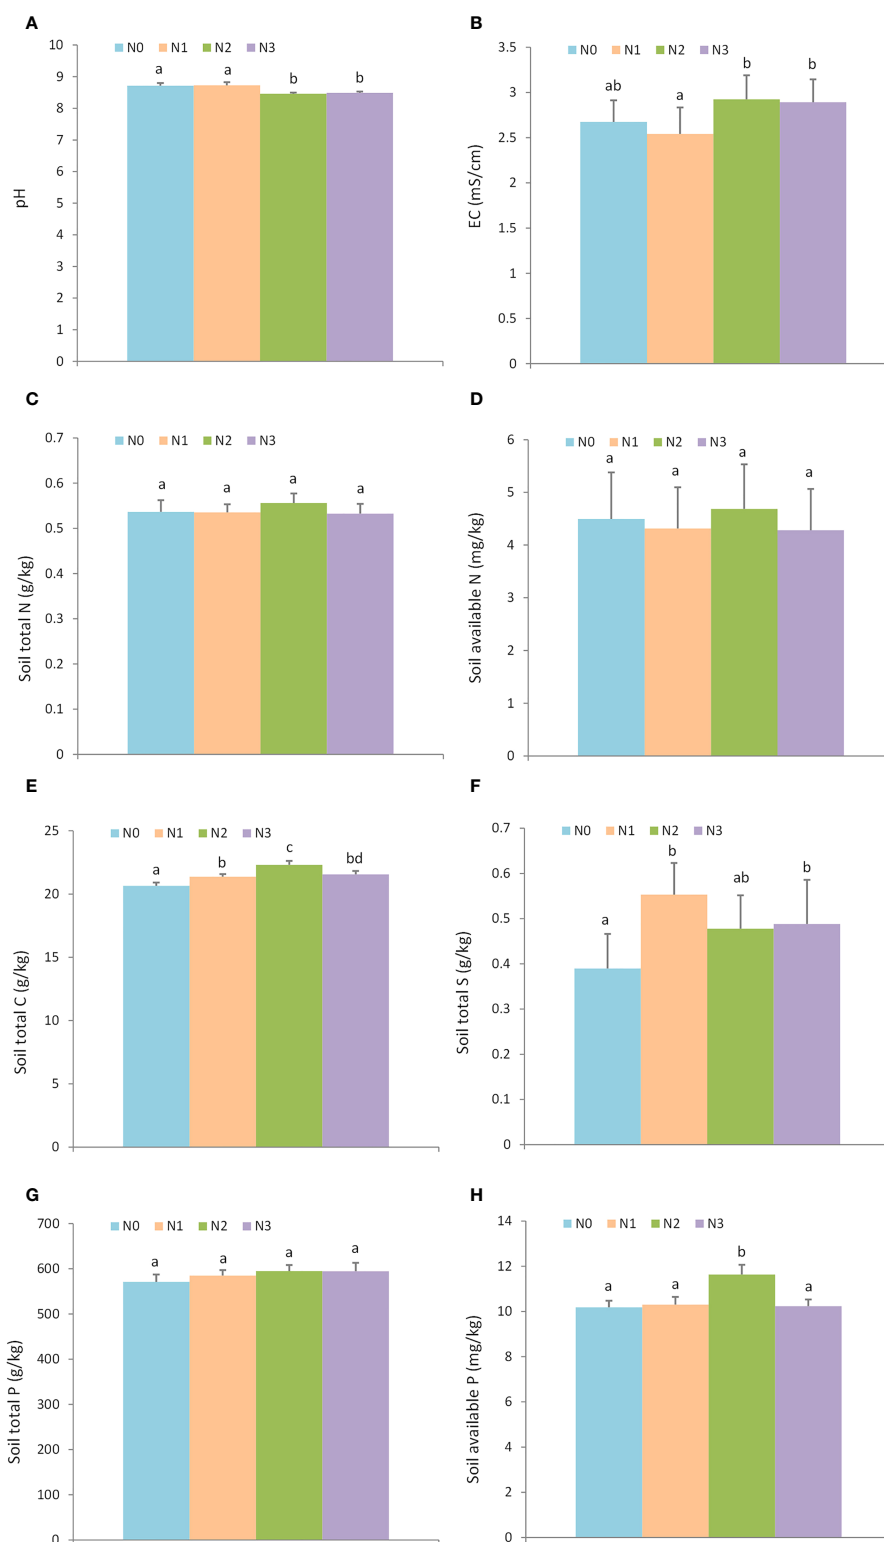 A
N0 N1 N2 N3
10
9
8
7
6
5
4
3
2
1
0
pH
a a b b
B
N0 N1 N2 N3
3.5
3
2.5
2
1.5
1
0.5
0
EC (mS/cm)
ab a b b
C
N0 N1 N2 N3
0.7
0.6
0.5
0.4
0.3
0.2
0.1
0
Soil total N (g/kg)
a a a a
D
N0 N1 N2 N3
6
5
4
3
2
1
0
Soil available N (mg/kg)
a a a a
E
N0 N1 N2 N3
25
20
15
10
5
0
Soil total C (g/kg)
a b c bd
F
N0 N1 N2 N3
0.7
0.6
0.5
0.4
0.3
0.2
0.1
0
Soil total S (g/kg)
a b ab b
G
N0 N1 N2 N3
700
600
500
400
300
200
100
0
Soil total P (g/kg)
a a a a
H
N0 N1 N2 N3
14
12
10
8
6
4
2
0
Soil available P (mg/kg)
a a b a